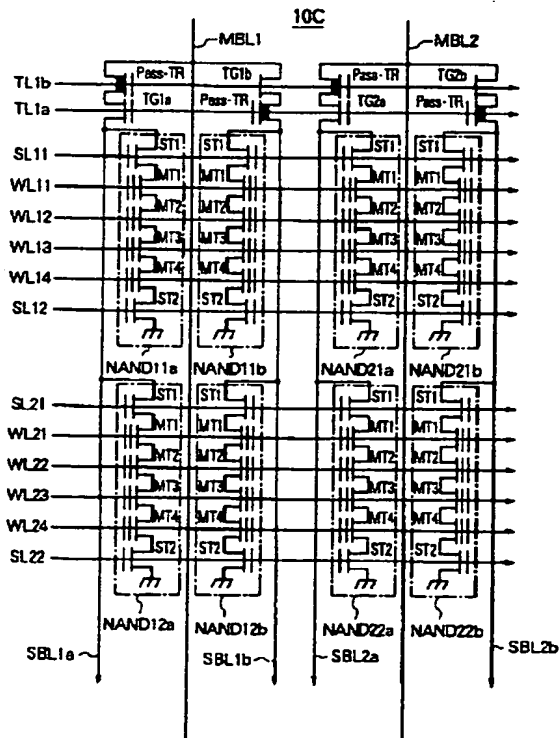 10C
MBL1 MBL2
TL1b Pass-TR TG1b Pass-TR TG2b
TL1a TG1a Pass-TR TG2a Pass-TR
SL11 ST1 ST1 ST1 ST1
WL11 MT1 MT1 MT1 MT1
WL12 MT2 MT2 MT2 MT2
WL13 MT3 MT3 MT3 MT3
WL14 MT4 MT4 MT4 MT4
SL12 ST2 ST2 ST2 ST2
NAND11a NAND11b NAND21a NAND21b
SL21 ST1 ST1 ST1 ST1
WL21 MT1 MT1 MT1 MT1
WL22 MT2 MT2 MT2 MT2
WL23 MT3 MT3 MT3 MT3
WL24 MT4 MT4 MT4 MT4
SL22 ST2 ST2 ST2 ST2
NAND12a NAND12b NAND22a NAND22b
SBL1a SBL1b SBL2a SBL2b